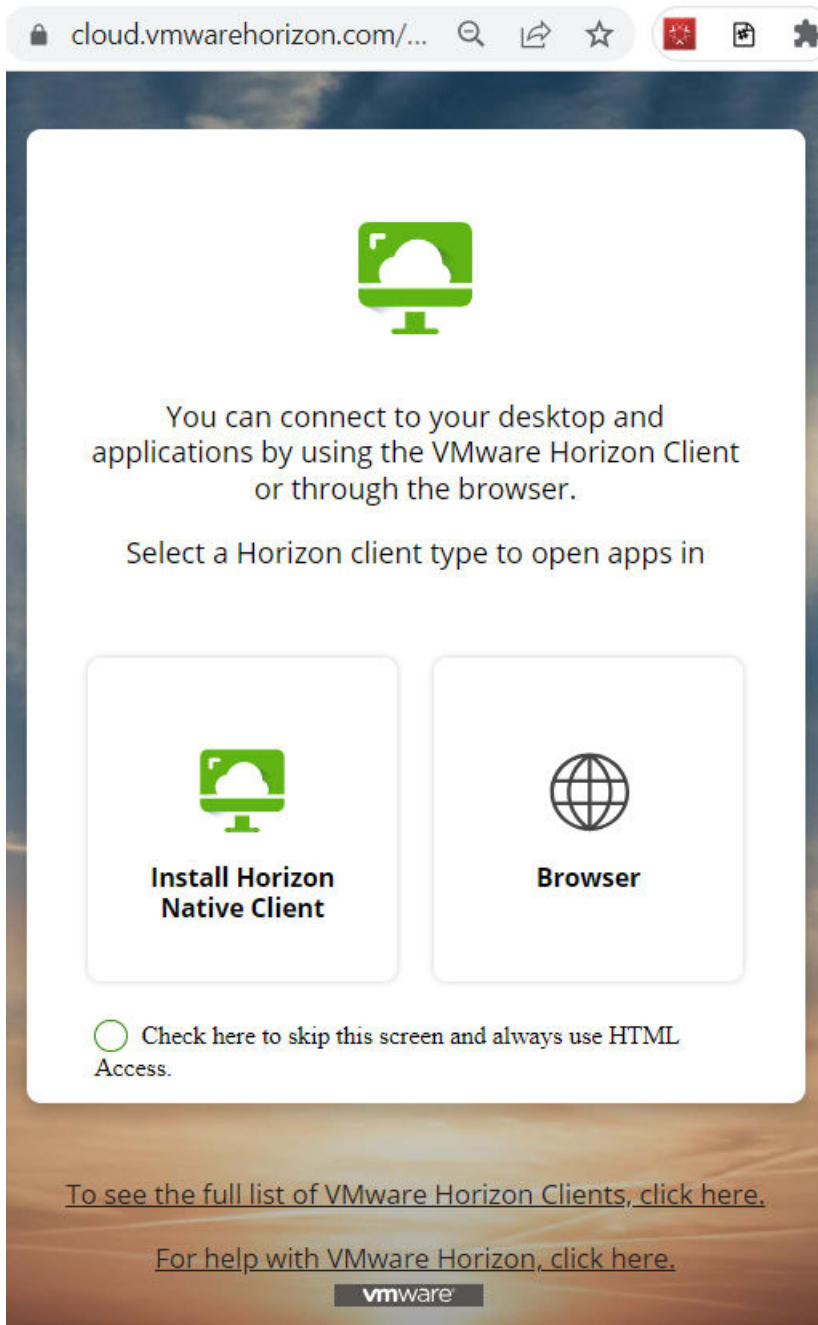 cloud.vmwarehorizon.com/...
You can connect to your desktop and
applications by using the VMware Horizon Client
or through the browser.
Select a Horizon client type to open apps in
Install Horizon
Native Client
Browser
Check here to skip this screen and always use HTML
Access.
To see the full list of VMware Horizon Clients, click here.
For help with VMware Horizon, click here.
vmware